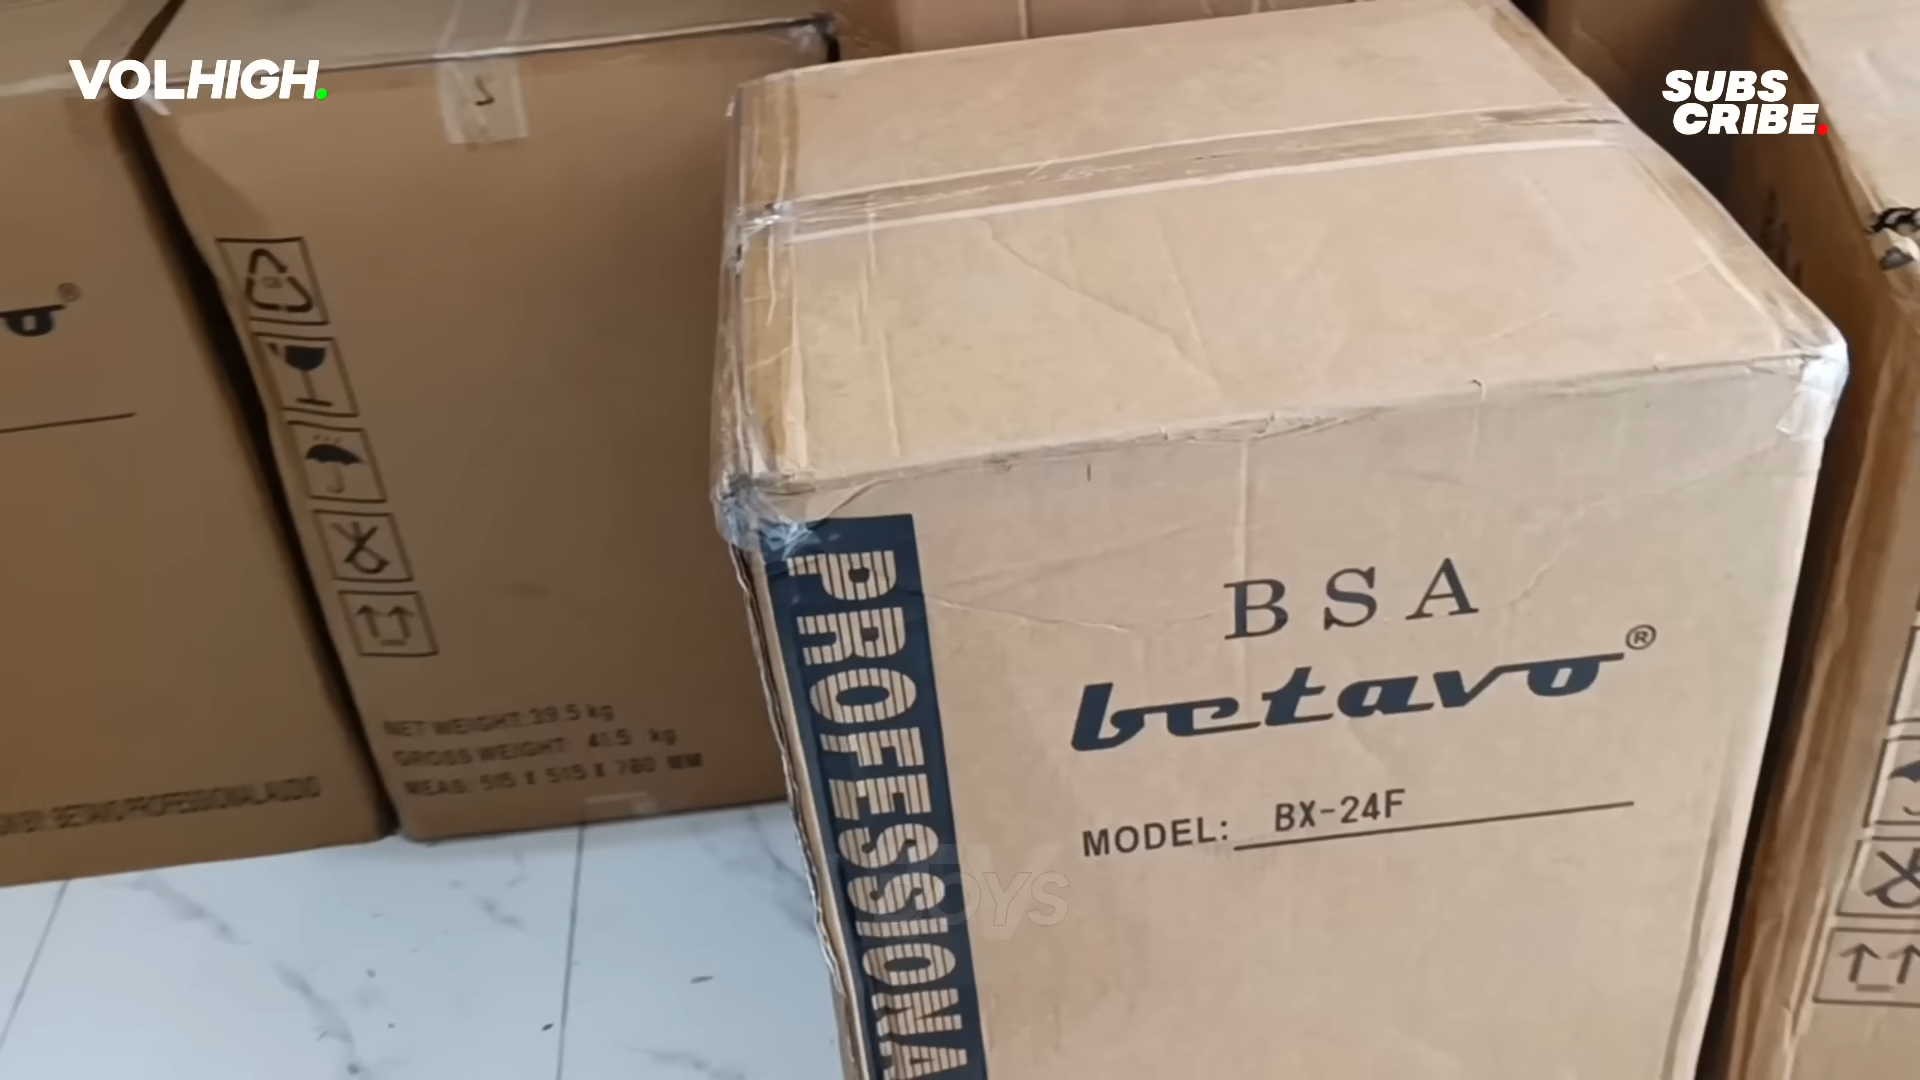 VOLHIGH.
SUBS
CRIBE.
NET WEIGHT: 39.5 kg
GROSS WEIGHT: 41.5 kg
MEAS: 515 X 515 X 780 MM
PROFESSIONA
BSA
betavo®
MODEL: BX-24F